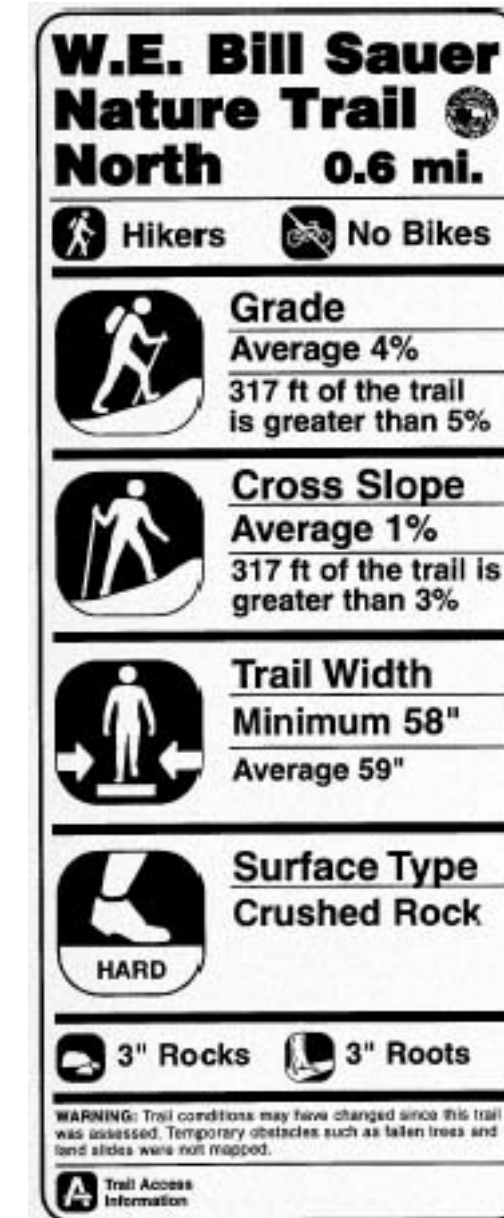 W.E. Bill Sauer
Nature Trail
North 0.6 mi.
Hikers No Bikes
Grade
Average 4%
317 ft of the trail
is greater than 5%
Cross Slope
Average 1%
317 ft of the trail is
greater than 3%
Trail Width
Minimum 58"
Average 59"
Surface Type
Crushed Rock
HARD
3" Rocks 3" Roots
WARNING: Trail conditions may have changed since this trail
was assessed. Temporary obstacles such as fallen trees and
land slides were not mapped.
Trail Access
Information